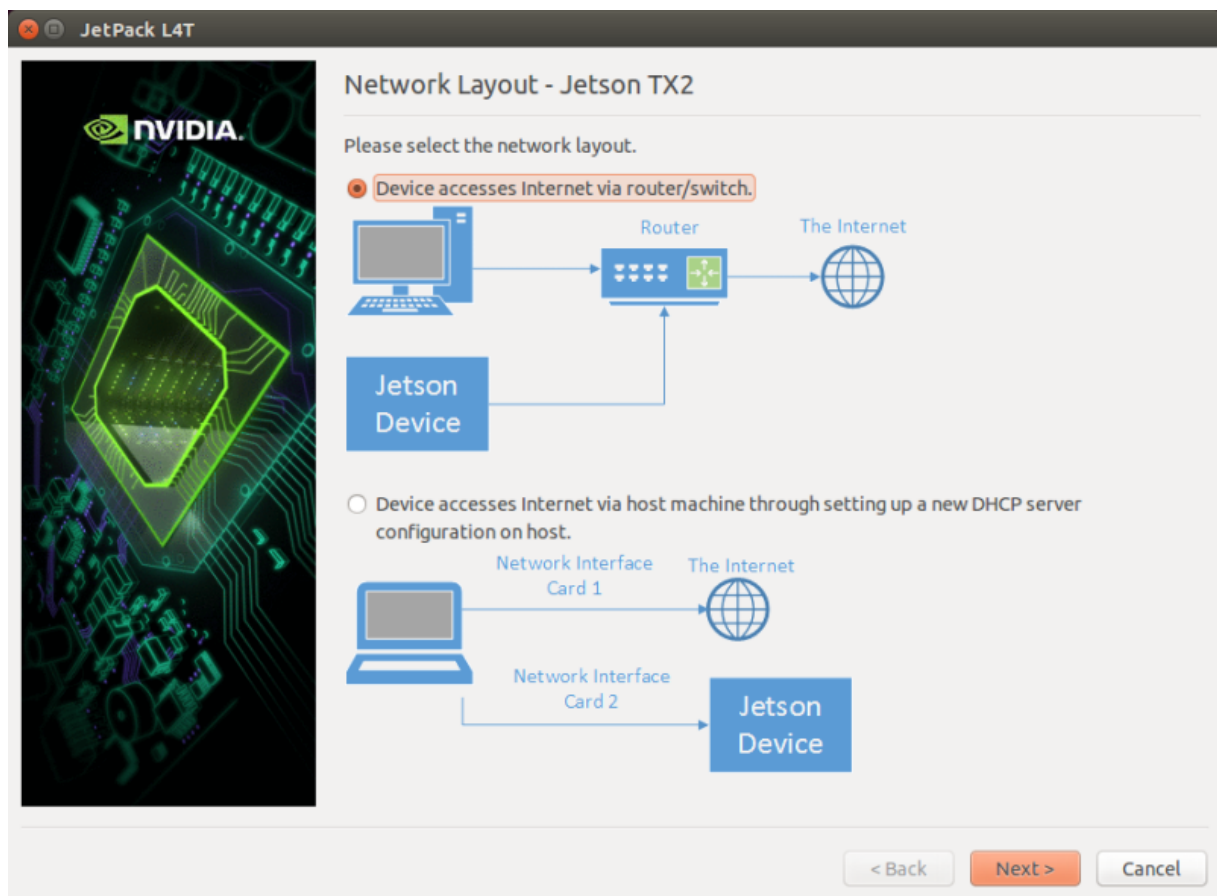 JetPack L4T
NVIDIA.
Network Layout - Jetson TX2
Please select the network layout.
Device accesses Internet via router/switch.
Router
The Internet
Jetson
Device
Device accesses Internet via host machine through setting up a new DHCP server
configuration on host.
Network Interface
Card 1
The Internet
Network Interface
Card 2
Jetson
Device
< Back
Next >
Cancel